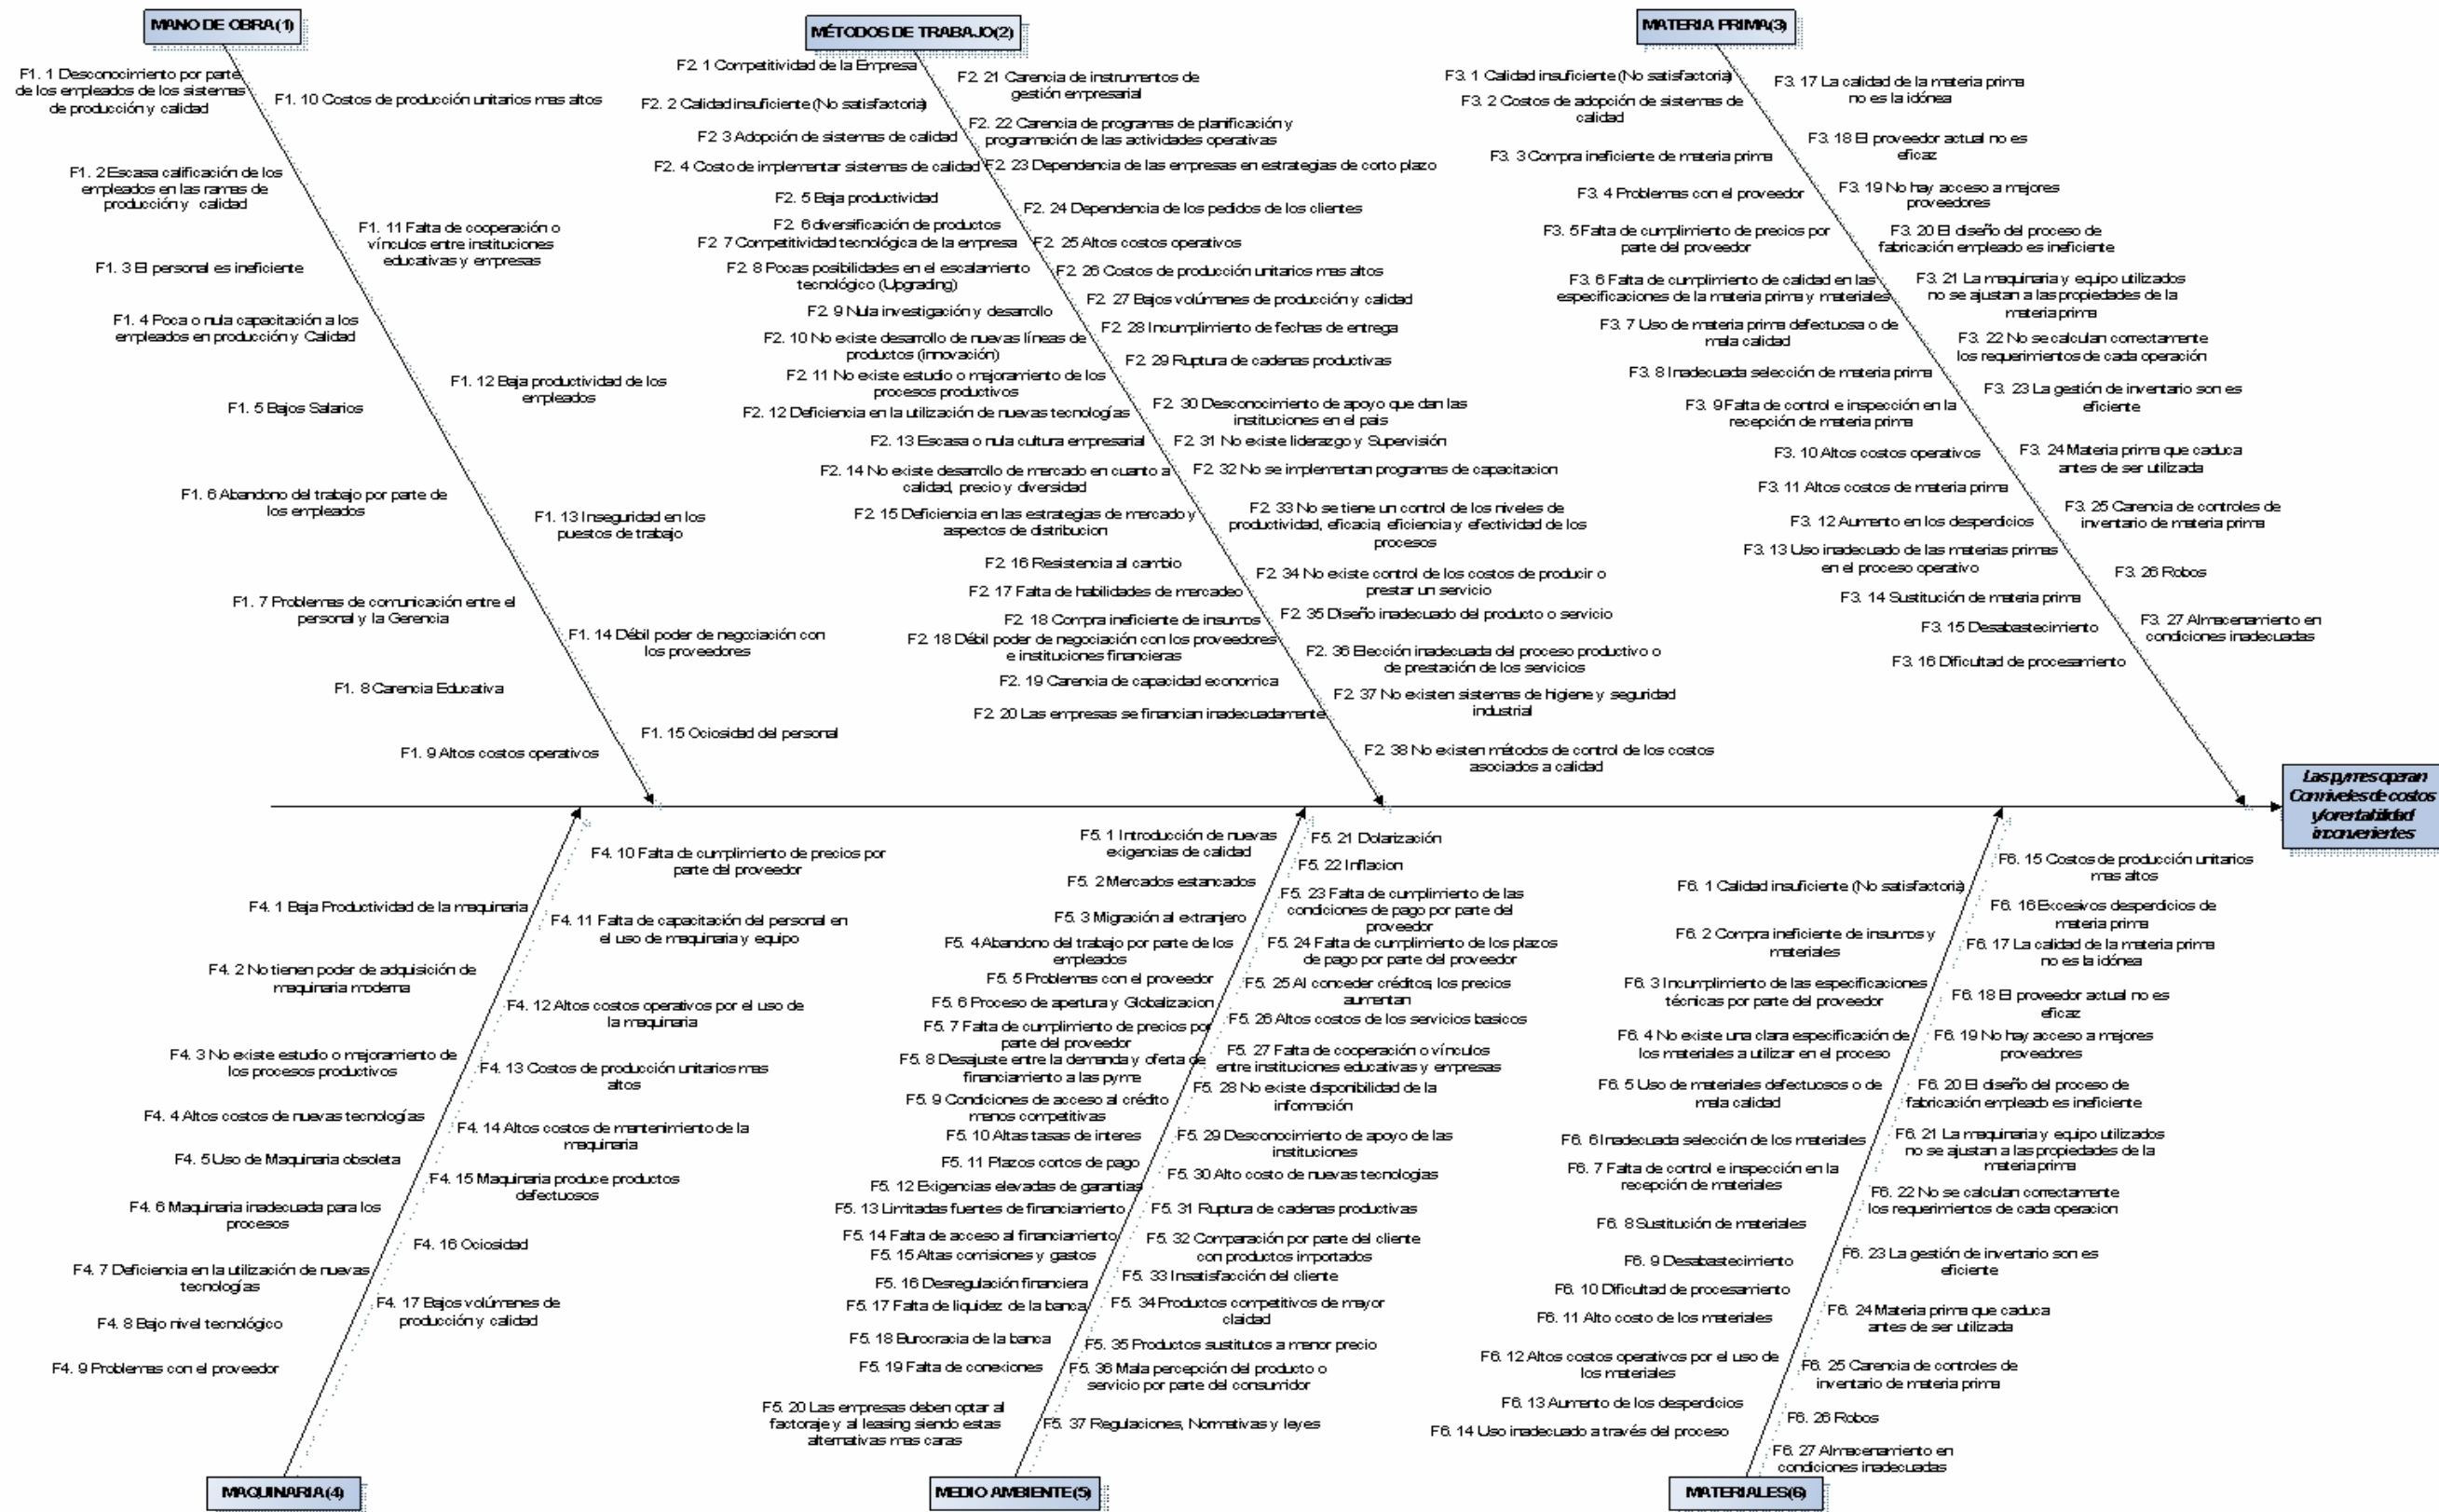 MANO DE OBRA(1)
F1. 1 Desconocimiento por parte
de los empleados de los sistemas
de producción y calidad
F1. 2 Escasa calificación de los
empleados en las ramas de
producción y calidad
F1. 3 El personal es ineficiente
F1. 4 Poca o nula capacitación a los
empleados en producción y Calidad
F1. 5 Bajos Salarios
F1. 6 Abandono del trabajo por parte de
los empleados
F1. 7 Problemas de comunicación entre el
personal y la Gerencia
F1. 8 Carencia Educativa
F1. 9 Altos costos operativos
F1. 10 Costos de producción unitarios mas altos
F1. 11 Falta de cooperación o
vínculos entre instituciones
educativas y empresas
F1. 12 Baja productividad de los
empleados
F1. 13 Inseguridad en los
puestos de trabajo
F1. 14 Débil poder de negociación con
los proveedores
F1. 15 Ociosidad del personal
MÉTODOS DE TRABAJO(2)
F2. 1 Competitividad de la Empresa
F2. 2 Calidad insuficiente (No satisfactoria)
F2 3 Adopción de sistemas de calidad
F2. 4 Costo de implementar sistemas de calidad
F2. 5 Baja productividad
F2. 6 diversificación de productos
F2 7 Competitividad tecnológica de la empresa
F2. 8 Pocas posibilidades en el escalamiento
tecnológico (Upgrading)
F2. 9 Nula investigación y desarrollo
F2. 10 No existe desarrollo de nuevas líneas de
productos (innovación)
F2. 11 No existe estudio o mejoramiento de los
procesos productivos
F2. 12 Deficiencia en la utilización de nuevas tecnologías
F2. 13 Escasa o nula cultura empresarial
F2. 14 No existe desarrollo de mercado en cuanto a
calidad, precio y diversidad
F2. 15 Deficiencia en las estrategias de mercado y
aspectos de distribucion
F2. 16 Resistencia al cambio
F2. 17 Falta de habilidades de mercadeo
F2. 18 Compra ineficiente de insumos
F2. 18 Débil poder de negociación con los proveedores
e instituciones financieras
F2. 19 Carencia de capacidad economica
F2. 20 Las empresas se financian inadecuadamente
F2. 21 Carencia de instrumentos de
gestión empresarial
F2. 22 Carencia de programas de planificación y
programación de las actividades operativas
F2. 23 Dependencia de las empresas en estrategias de corto plazo
F2. 24 Dependencia de los pedidos de los clientes
F2. 25 Altos costos operativos
F2. 26 Costos de producción unitarios mas altos
F2. 27 Bajos volúmenes de producción y calidad
F2. 28 Incumplimiento de fechas de entrega
F2. 29 Ruptura de cadenas productivas
F2. 30 Desconocimiento de apoyo que dan las
instituciones en el pais
F2. 31 No existe liderazgo y Supervisión
F2. 32 No se implementan programas de capacitacion
F2. 33 No se tiene un control de los niveles de
productividad, eficacia, eficiencia y efectividad de los
procesos
F2. 34 No existe control de los costos de producir o
prestar un servicio
F2. 35 Diseño inadecuado del producto o servicio
F2. 36 Elección inadecuada del proceso productivo o
de prestación de los servicios
F2. 37 No existen sistemas de higiene y seguridad
industrial
F2. 38 No existen métodos de control de los costos
asociados a calidad
MATERIA PRIMA(3)
F3. 1 Calidad insuficiente (No satisfactoria)
F3. 2 Costos de adopción de sistemas de
calidad
F3. 3 Compra ineficiente de materia prima
F3. 4 Problemas con el proveedor
F3. 5 Falta de cumplimiento de precios por
parte del proveedor
F3. 6 Falta de cumplimiento de calidad en las
especificaciones de la materia prima y materiales
F3. 7 Uso de materia prima defectuosa o de
mala calidad
F3. 8 Inadecuada selección de materia prima
F3. 9 Falta de control e inspección en la
recepción de materia prima
F3. 10 Altos costos operativos
F3. 11 Altos costos de materia prima
F3. 12 Aumento en los desperdicios
F3. 13 Uso inadecuado de las materias primas
en el proceso operativo
F3. 14 Sustitución de materia prima
F3. 15 Desabastecimiento
F3. 16 Dificultad de procesamiento
F3. 17 La calidad de la materia prima
no es la idónea
F3. 18 El proveedor actual no es
eficaz
F3. 19 No hay acceso a mejores
proveedores
F3. 20 El diseño del proceso de
fabricación empleado es ineficiente
F3. 21 La maquinaria y equipo utilizados
no se ajustan a las propiedades de la
materia prima
F3. 22 No se calculan correctamente
los requerimientos de cada operación
F3. 23 La gestión de inventario son es
eficiente
F3. 24 Materia prima que caduca
antes de ser utilizada
F3. 25 Carencia de controles de
inventario de materia prima
F3. 26 Robos
F3. 27 Almacenamiento en
condiciones inadecuadas
Las pymes operan
Con niveles de costos
y/o rentabilidad
inconvenientes
F4. 1 Baja Productividad de la maquinaria
F4. 2 No tienen poder de adquisición de
maquinaria moderna
F4. 3 No existe estudio o mejoramiento de
los procesos productivos
F4. 4 Altos costos de nuevas tecnologías
F4. 5 Uso de Maquinaria obsoleta
F4. 6 Maquinaria inadecuada para los
procesos
F4. 7 Deficiencia en la utilización de nuevas
tecnologías
F4. 8 Bajo nivel tecnológico
F4. 9 Problemas con el proveedor
F4. 10 Falta de cumplimiento de precios por
parte del proveedor
F4. 11 Falta de capacitación del personal en
el uso de maquinaria y equipo
F4. 12 Altos costos operativos por el uso de
la maquinaria
F4. 13 Costos de producción unitarios mas
altos
F4. 14 Altos costos de mantenimiento de la
maquinaria
F4. 15 Maquinaria produce productos
defectuosos
F4. 16 Ociosidad
F4. 17 Bajos volúmenes de
producción y calidad
MAQUINARIA(4)
F5. 1 Introducción de nuevas
exigencias de calidad
F5. 2 Mercados estancados
F5. 3 Migración al extranjero
F5. 4 Abandono del trabajo por parte de los
empleados
F5. 5 Problemas con el proveedor
F5. 6 Proceso de apertura y Globalizacion
F5. 7 Falta de cumplimiento de precios por
parte del proveedor
F5. 8 Desajuste entre la demanda y oferta de
financiamiento a las pyme
F5. 9 Condiciones de acceso al crédito
menos competitivas
F5. 10 Altas tasas de interes
F5. 11 Plazos cortos de pago
F5. 12 Exigencias elevadas de garantias
F5. 13 Limitadas fuentes de financiamiento
F5. 14 Falta de acceso al financiamiento
F5. 15 Altas comisiones y gastos
F5. 16 Desregulación financiera
F5. 17 Falta de liquidez de la banca
F5. 18 Burocracia de la banca
F5. 19 Falta de conexiones
F5. 20 Las empresas deben optar al
factoraje y al leasing siendo estas
alternativas mas caras
F5. 21 Dolarización
F5. 22 Inflacion
F5. 23 Falta de cumplimiento de las
condiciones de pago por parte del
proveedor
F5. 24 Falta de cumplimiento de los plazos
de pago por parte del proveedor
F5. 25 Al conceder créditos, los precios
aumentan
F5. 26 Altos costos de los servicios basicos
F5. 27 Falta de cooperación o vínculos
entre instituciones educativas y empresas
F5. 28 No existe disponibilidad de la
información
F5. 29 Desconocimiento de apoyo de las
instituciones
F5. 30 Alto costo de nuevas tecnologias
F5. 31 Ruptura de cadenas productivas
F5. 32 Comparación por parte del cliente
con productos importados
F5. 33 Insatisfacción del cliente
F5. 34 Productos competitivos de mayor
claidad
F5. 35 Productos sustitutos a menor precio
F5. 36 Mala percepción del producto o
servicio por parte del consumidor
F5. 37 Regulaciones, Normativas y leyes
MEDIO AMBIENTE(5)
F6. 1 Calidad insuficiente (No satisfactoria)
F6. 2 Compra ineficiente de insumos y
materiales
F6. 3 Incumplimiento de las especificaciones
técnicas por parte del proveedor
F6. 4 No existe una clara especificación de
los materiales a utilizar en el proceso
F6. 5 Uso de materiales defectuosos o de
mala calidad
F6. 6 Inadecuada selección de los materiales
F6. 7 Falta de control e inspección en la
recepción de materiales
F6. 8 Sustitución de materiales
F6. 9 Desabastecimiento
F6. 10 Dificultad de procesamiento
F6. 11 Alto costo de los materiales
F6. 12 Altos costos operativos por el uso de
los materiales
F6. 13 Aumento de los desperdicios
F6. 14 Uso inadecuado a través del proceso
F6. 15 Costos de producción unitarios
mas altos
F6. 16 Excesivos desperdicios de
materia prima
F6. 17 La calidad de la materia prima
no es la idónea
F6. 18 El proveedor actual no es
eficaz
F6. 19 No hay acceso a mejores
proveedores
F6. 20 El diseño del proceso de
fabricación empleado es ineficiente
F6. 21 La maquinaria y equipo utilizados
no se ajustan a las propiedades de la
materia prima
F6. 22 No se calculan correctamente
los requerimientos de cada operacion
F6. 23 La gestión de invertario son es
eficiente
F6. 24 Materia prima que caduca
antes de ser utilizada
F6. 25 Carencia de controles de
inventario de materia prima
F6. 26 Robos
F6. 27 Almacenamiento en
condiciones inadecuadas
MATERIALES(6)